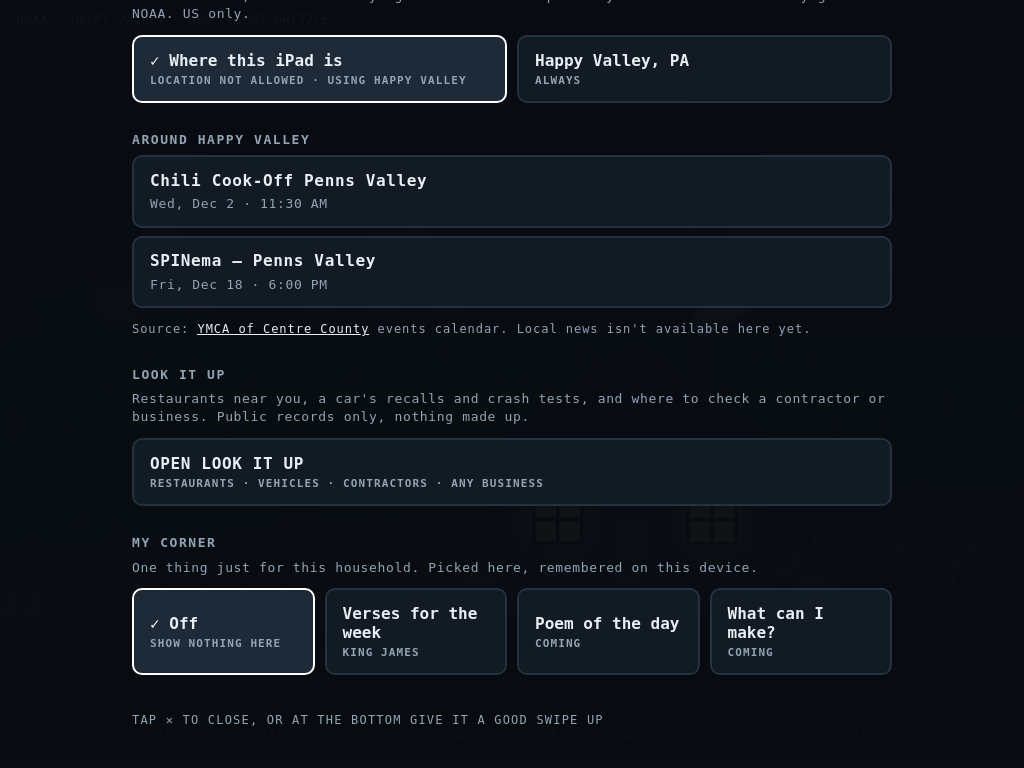 NOAA. US only.
✓ Where this iPad is
LOCATION NOT ALLOWED · USING HAPPY VALLEY
Happy Valley, PA
ALWAYS
AROUND HAPPY VALLEY
Chili Cook-Off Penns Valley
Wed, Dec 2 · 11:30 AM
SPINema — Penns Valley
Fri, Dec 18 · 6:00 PM
Source: YMCA of Centre County events calendar. Local news isn't available here yet.
LOOK IT UP
Restaurants near you, a car's recalls and crash tests, and where to check a contractor or
business. Public records only, nothing made up.
OPEN LOOK IT UP
RESTAURANTS · VEHICLES · CONTRACTORS · ANY BUSINESS
MY CORNER
One thing just for this household. Picked here, remembered on this device.
✓ Off
SHOW NOTHING HERE
Verses for the
week
KING JAMES
Poem of the day
COMING
What can I
make?
COMING
TAP × TO CLOSE, OR AT THE BOTTOM GIVE IT A GOOD SWIPE UP